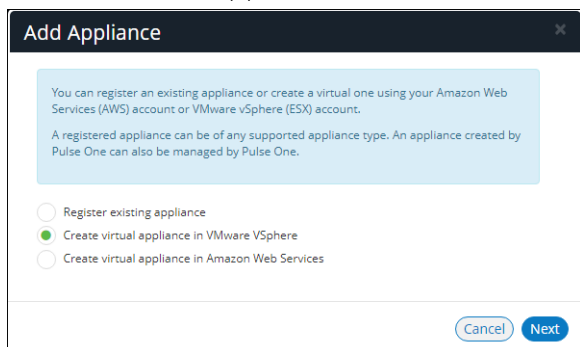 Add Appliance
You can register an existing appliance or create a virtual one using your Amazon Web
Services (AWS) account or VMware vSphere (ESX) account.
A registered appliance can be of any supported appliance type. An appliance created by
Pulse One can also be managed by Pulse One.
Register existing appliance
Create virtual appliance in VMware VSphere
Create virtual appliance in Amazon Web Services
Cancel Next